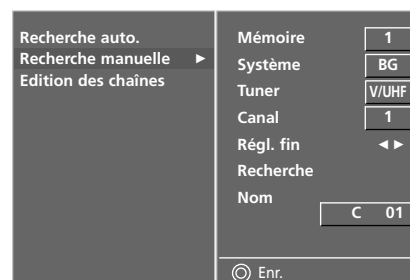 Recherche auto.
Recherche manuelle ►
Edition des chaînes
Mémoire 1
Système BG
Tuner V/UHF
Canal 1
Régl. fin ◄ ►
Recherche
Nom
C 01
Enr.